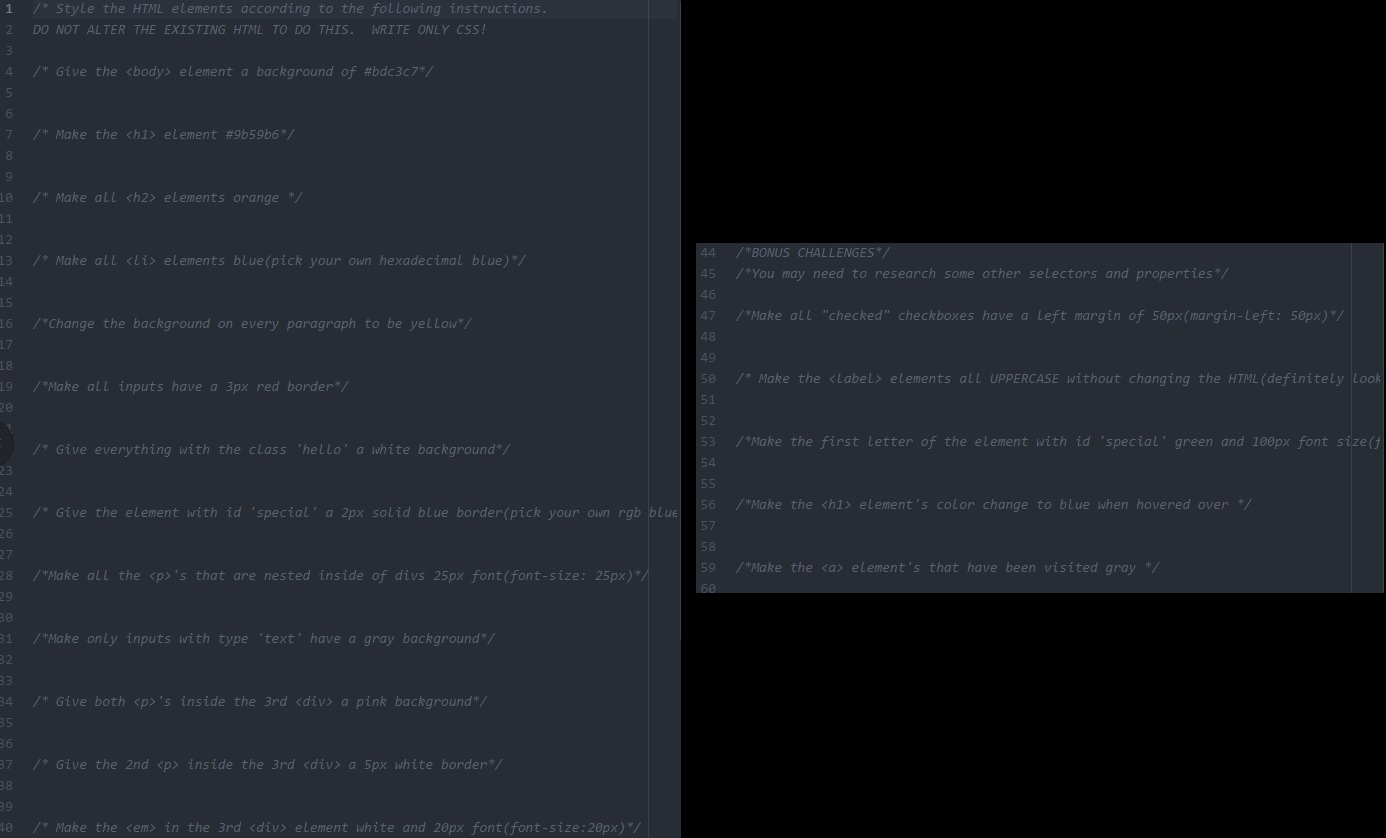 1 /* Style the HTML elements according to the following instructions.
2 DO NOT ALTER THE EXISTING HTML TO DO THIS.  WRITE ONLY CSS!
3
4 /* Give the <body> element a background of #bdc3c7*/
5
6
7 /* Make the <h1> element #9b59b6*/
8
9
10 /* Make all <h2> elements orange */
11
12
13 /* Make all <li> elements blue(pick your own hexadecimal blue)*/
14
15
16 /*Change the background on every paragraph to be yellow*/
17
18
19 /*Make all inputs have a 3px red border*/
20
/* Give everything with the class 'hello' a white background*/
23
24
25 /* Give the element with id 'special' a 2px solid blue border(pick your own rgb blue
26
27
28 /*Make all the <p>'s that are nested inside of divs 25px font(font-size: 25px)*/
29
30
31 /*Make only inputs with type 'text' have a gray background*/
32
33
34 /* Give both <p>'s inside the 3rd <div> a pink background*/
35
36
37 /* Give the 2nd <p> inside the 3rd <div> a 5px white border*/
38
39
40 /* Make the <em> in the 3rd <div> element white and 20px font(font-size:20px)*/
44 /*BONUS CHALLENGES*/
45 /*You may need to research some other selectors and properties*/
46
47 /*Make all "checked" checkboxes have a left margin of 50px(margin-left: 50px)*/
48
49
50 /* Make the <label> elements all UPPERCASE without changing the HTML(definitely look
51
52
53 /*Make the first letter of the element with id 'special' green and 100px font size(f
54
55
56 /*Make the <h1> element's color change to blue when hovered over */
57
58
59 /*Make the <a> element's that have been visited gray */
60